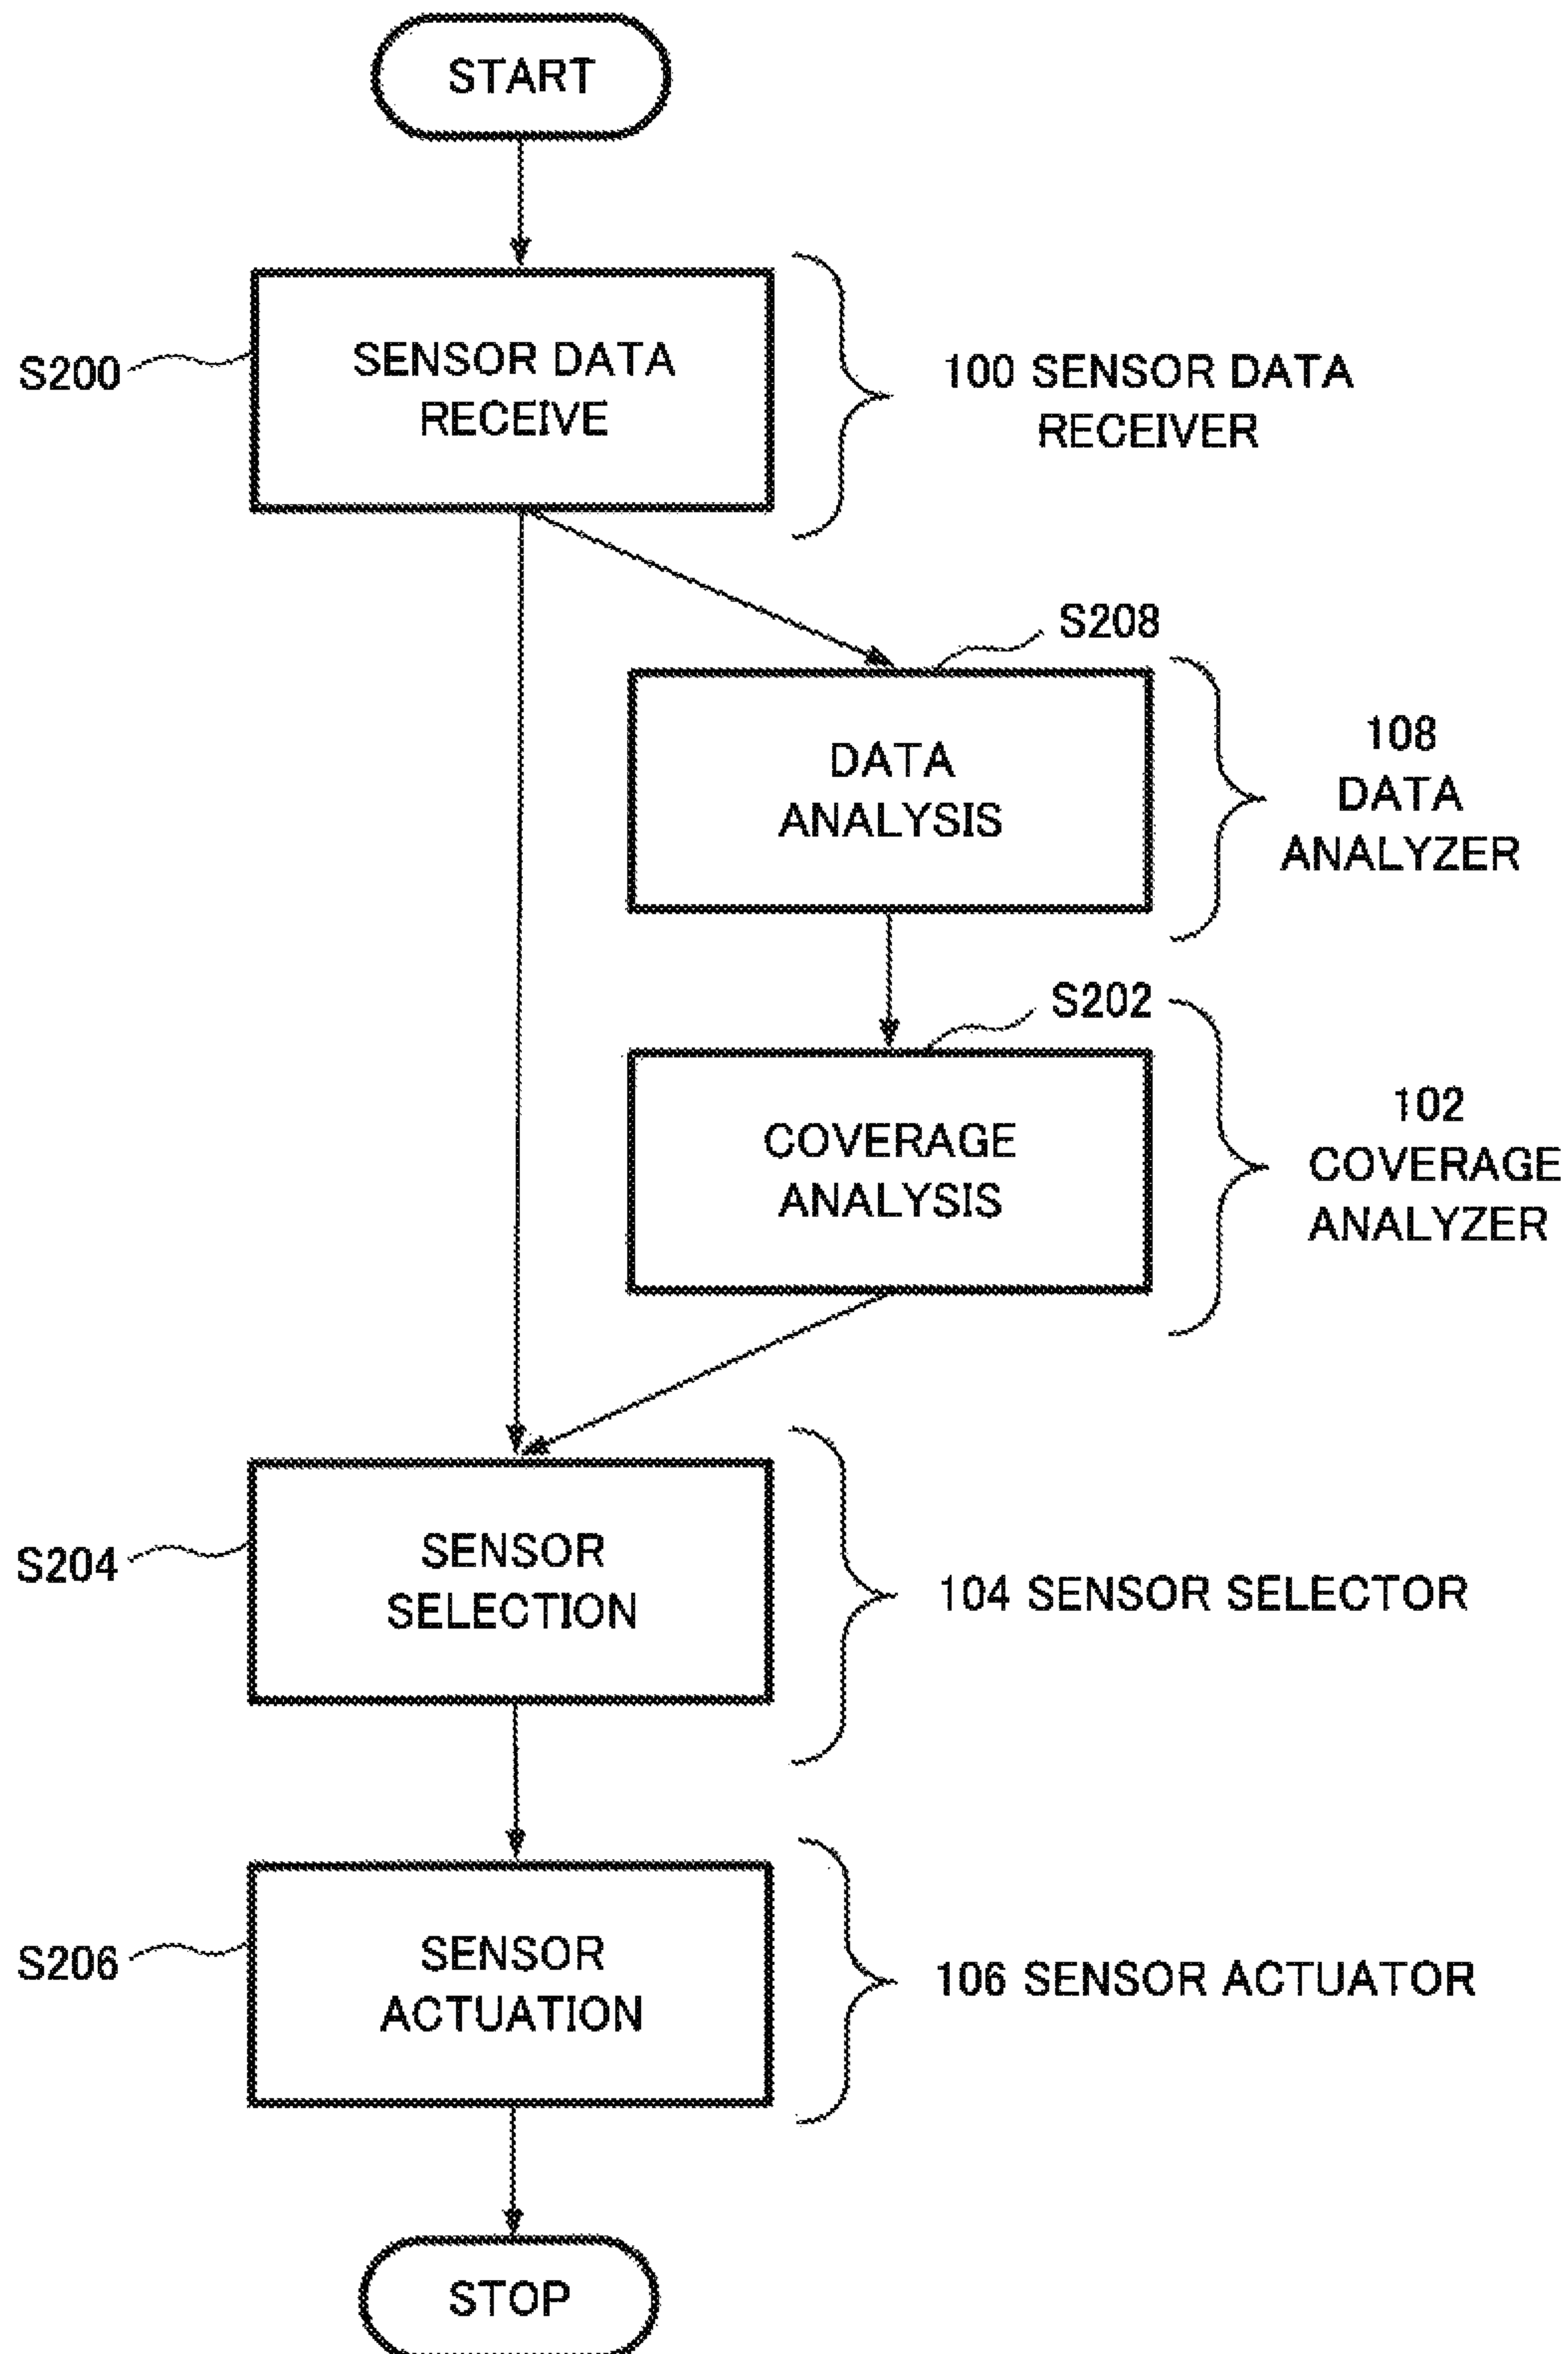 START
S200
SENSOR DATA
RECEIVE
100 SENSOR DATA
RECEIVER
S208
DATA
ANALYSIS
108
DATA
ANALYZER
S202
COVERAGE
ANALYSIS
102
COVERAGE
ANALYZER
S204
SENSOR
SELECTION
104 SENSOR SELECTOR
S206
SENSOR
ACTUATION
106 SENSOR ACTUATOR
STOP